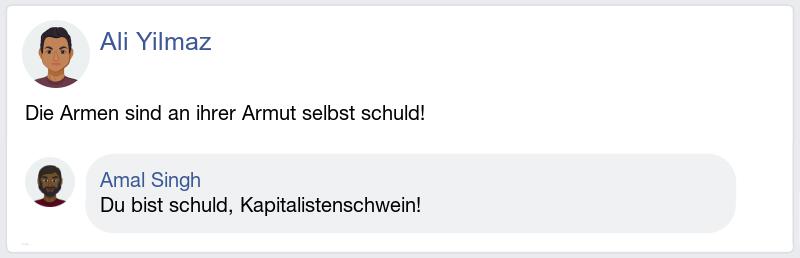 Ali Yilmaz
Die Armen sind an ihrer Armut selbst schuld!
Amal Singh
Du bist schuld, Kapitalistenschwein!